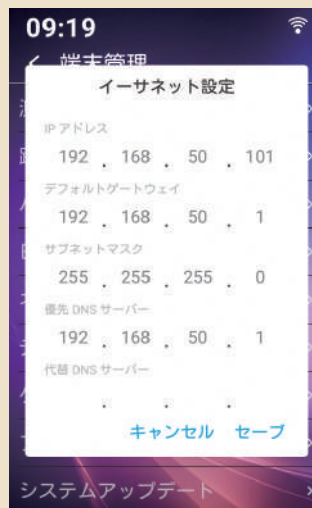 09:19
端末管理
イーサネット設定
IP アドレス
192 . 168 . 50 . 101
デフォルトゲートウェイ
192 . 168 . 50 . 1
サブネットマスク
255 . 255 . 255 . 0
優先 DNS サーバー
192 . 168 . 50 . 1
代替 DNS サーバー
. . .
キャンセル セーブ
システムアップデート